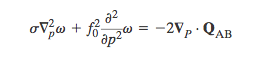 σ∇²ₚω + f₀² ∂²/∂p² ω = −2∇ₚ · Q_AB